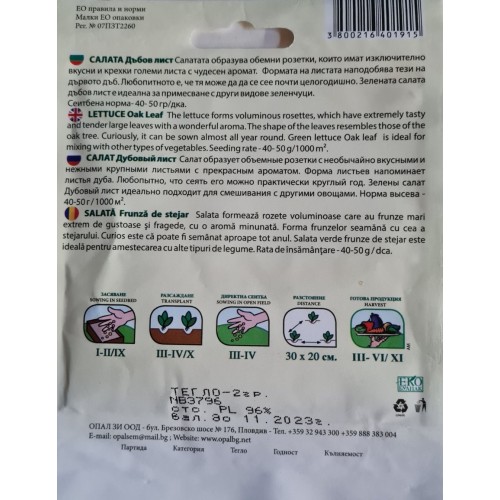 ЕО правила и норми
Малки ЕО опаковки
Рег. № 07П3Т2260
3800216401915
САЛАТА Дъбов лист Салатата образува обемни розетки, които имат изключително
вкусни и крехки големи листа с чудесен аромат. Формата на листата наподобява тези на
дървото дъб. Любопитното е, че тя може да да се сее почти целогодишно. Зелената салата
дъбов лист е идеална за примесване с други видове зеленчуци.
Сеитбена норма - 40- 50 гр/дка.
LETTUCE Oak Leaf The lettuce forms voluminous rosettes, which have extremely tasty
and tender large leaves with a wonderful aroma. The shape of the leaves resembles those of
the oak tree. Curiously, it can be sown almost all year round. Green lettuce Oak leaf is ideal for
mixing with other types of vegetables. Seeding rate - 40- 50 g/1000 m².
САЛАТ Дубовый лист Салат образует объемные розетки с необычайно вкусными и
нежными крупными листьями с прекрасным ароматом. Форма листьев напоминает
листья дуба. Любопытно, что сеять его можно практически круглый год. Зелены салат
Дубовый лист идеально подходит для смешивания с другими овощами. Норма высева -
40-50 г / 1000 м².
SALATĂ Frunză de stejar Salata formează rozete voluminoase care au frunze mari
extrem de gustoase și fragede, cu o aromă minunată. Forma frunzelor seamănă cu cea a
stejarului. Curios este că poate fi semănat aproape tot anul. Salata verde frunze de stejar este
ideală pentru amestecarea cu alte tipuri de legume. Rata de însămânțare - 40-50 g / dca.
ЗАСЯВАНЕ
SOWING IN SEEDBED
РАЗСАЖДАНЕ
TRANSPLANT
ДИРЕКТНА СЕИТБА
SOWING IN OPEN FIELD
РАЗСТОЯНИЕ
DISTANCE
ГОТОВА ПРОДУКЦИЯ
HARVEST
I-II/IX
III-IV/X
III-IV
30 x 20 см.
III- VI/ XI
ТЕГЛО-2гр.
NB3796
отс. PL 96%
вал. до 11.2023г.
ЕКО
ОПАЛ ЗИ ООД - бул. Брезовско шосе № 176, Пловдив - Тел. +359 32 943 300 +359 888 383 004
E-mail: opalsem@mail.bg ; Website: www.opalbg.net
Партида Категория Тегло Годност Кълняемост